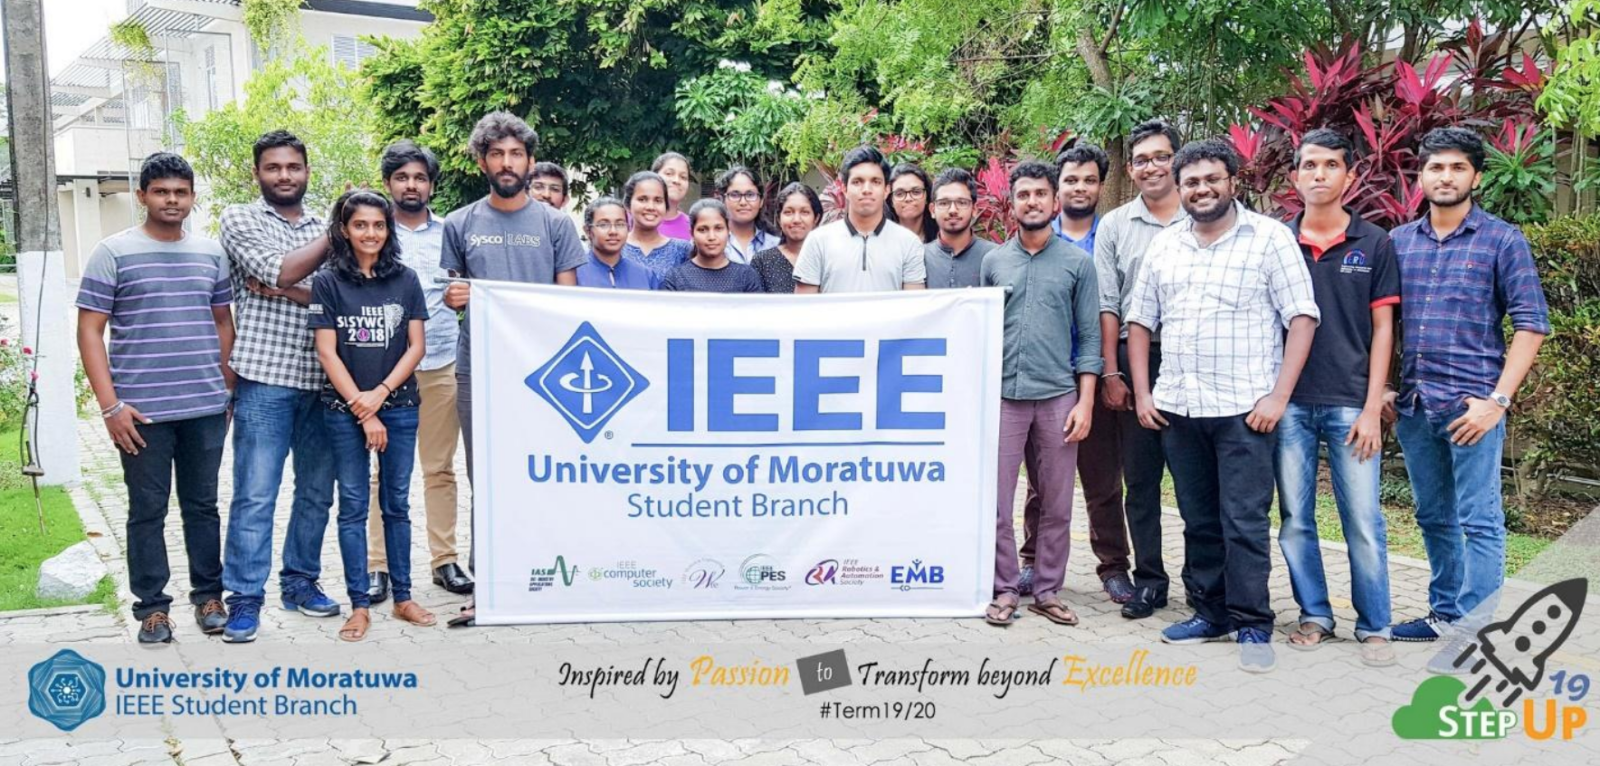 Sysco | LABS
IEEE
SLSYWC
2018
IEEE
University of Moratuwa
Student Branch
IAS
IEEE
computer
society
PES
IEEE
Robotics &
Automation
Society
EMB
University of Moratuwa
IEEE Student Branch
Inspired by Passion to Transform beyond Excellence
#Term19/20
19
STEP UP